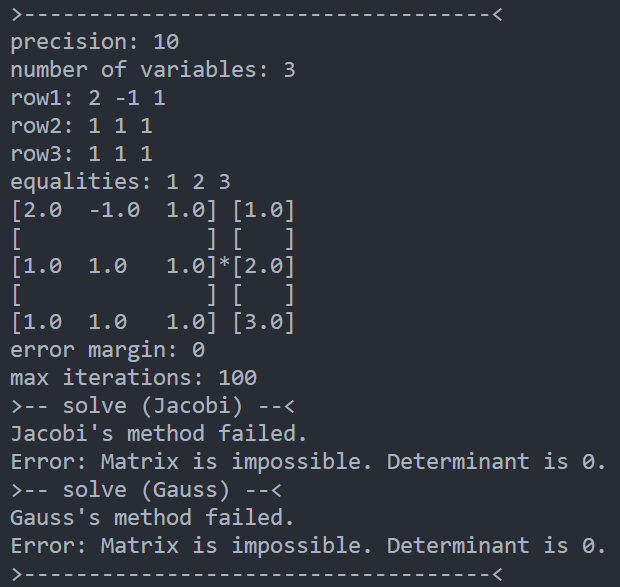 >------------------------------------<
precision: 10
number of variables: 3
row1: 2 -1 1
row2: 1 1 1
row3: 1 1 1
equalities: 1 2 3
[2.0  -1.0  1.0] [1.0]
[              ] [   ]
[1.0  1.0   1.0]*[2.0]
[              ] [   ]
[1.0  1.0   1.0] [3.0]
error margin: 0
max iterations: 100
>-- solve (Jacobi) --<
Jacobi's method failed.
Error: Matrix is impossible. Determinant is 0.
>-- solve (Gauss) --<
Gauss's method failed.
Error: Matrix is impossible. Determinant is 0.
>------------------------------------<